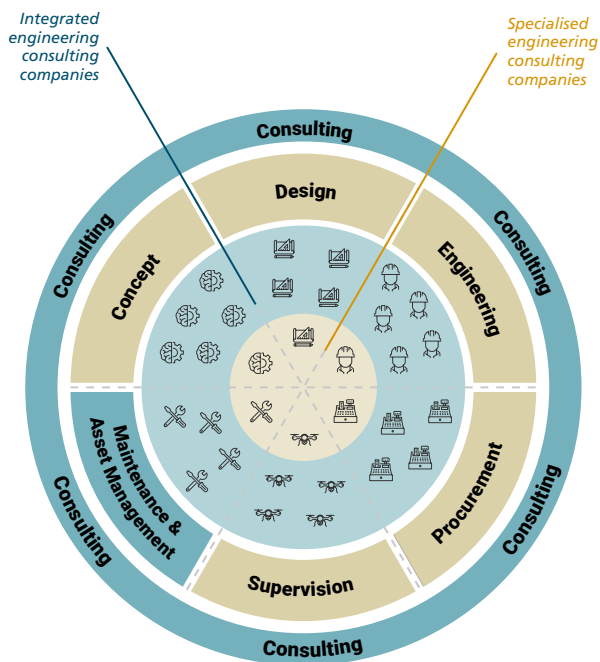 Integrated
engineering
consulting
companies
Specialised
engineering
consulting
companies
Consulting
Design
Consulting
Consulting
Concept
Engineering
Maintenance &
Asset Management
Procurement
Supervision
Consulting
Consulting
Consulting